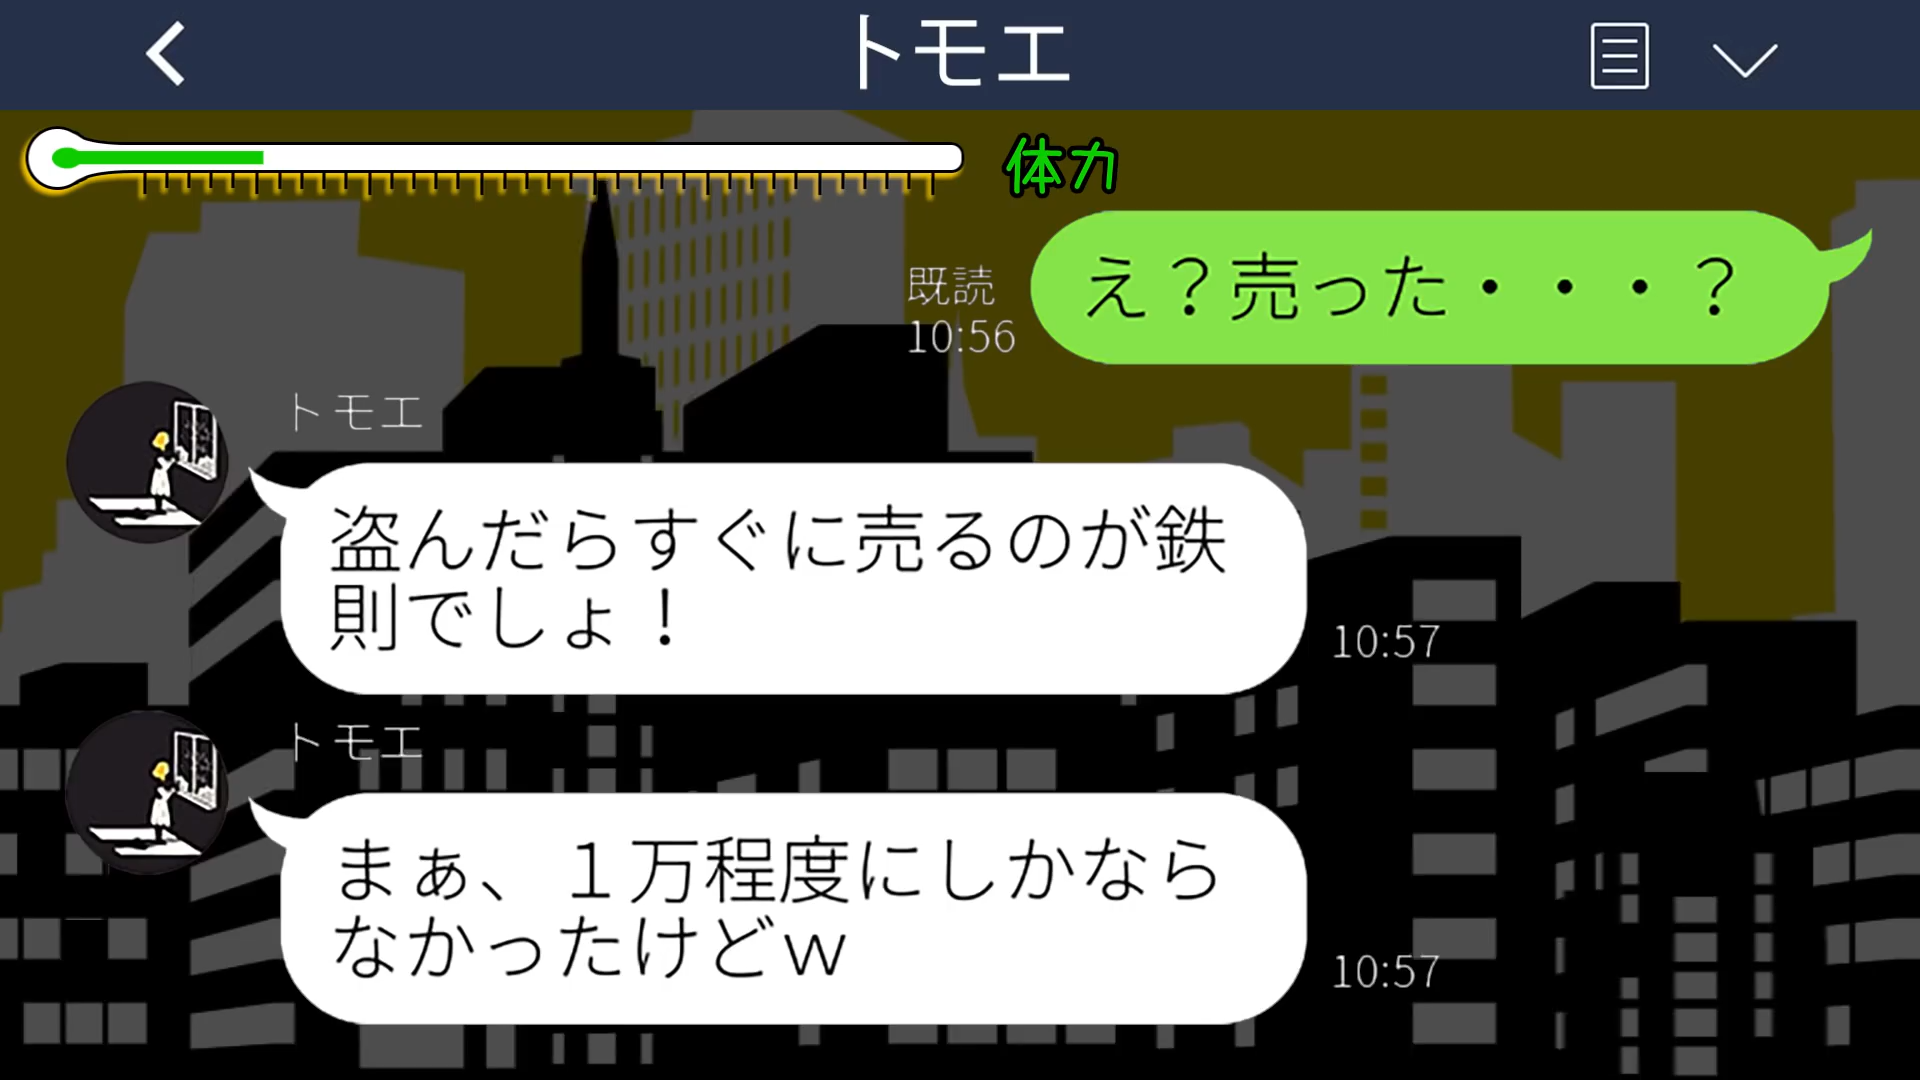 トモエ
体力
え？売った・・・？
既読
10:56
トモエ
盗んだらすぐに売るのが鉄
則でしょ！
10:57
トモエ
まぁ、１万程度にしかなら
なかったけどｗ
10:57